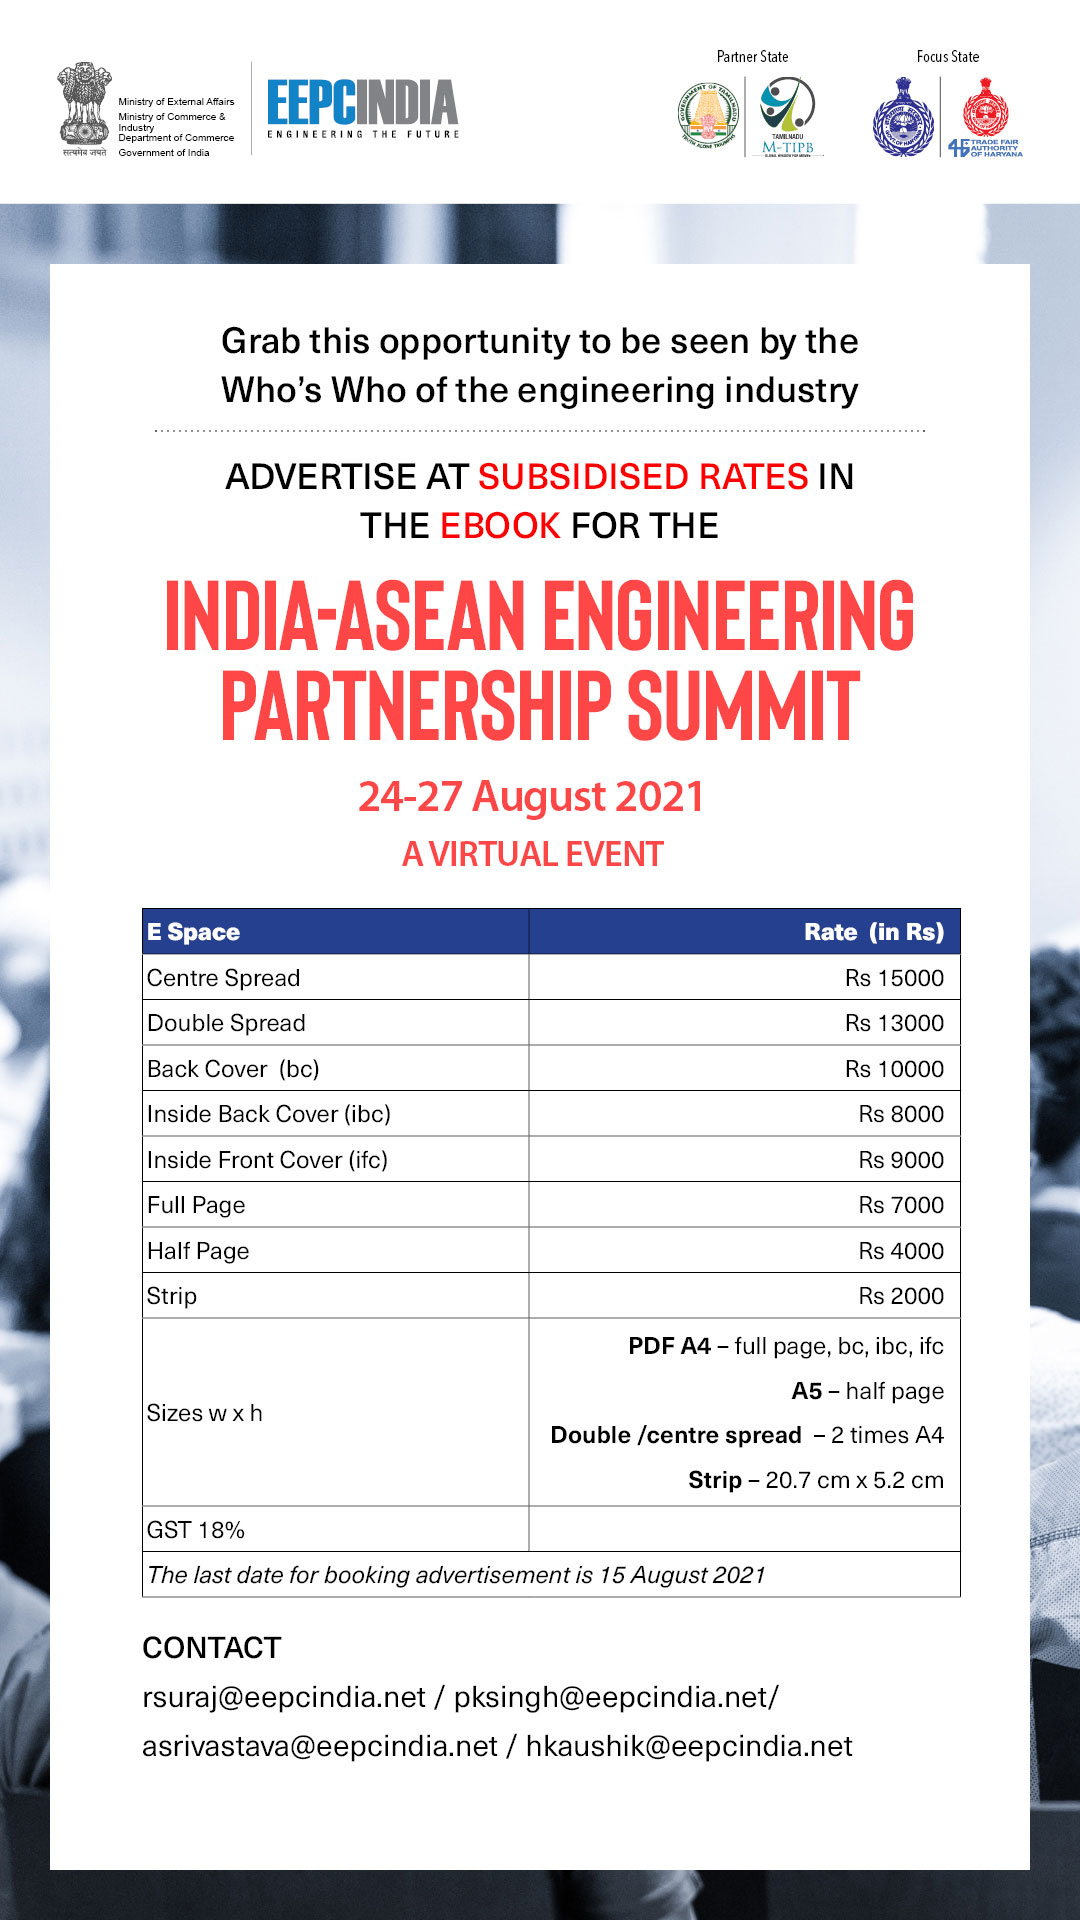 Partner State
Focus State
Ministry of External Affairs
Ministry of Commerce &
Industry
Department of Commerce
Government of India
सत्यमेव जयते
EEPCINDIA
ENGINEERING THE FUTURE
GOVERNMENT OF TAMILNADU
TRUTH ALONE TRIUMPHS
TAMILNADU
M-TIPB
TRADE FAIR
AUTHORITY
OF HARYANA
Grab this opportunity to be seen by the
Who’s Who of the engineering industry
ADVERTISE AT SUBSIDISED RATES IN
THE EBOOK FOR THE
INDIA-ASEAN ENGINEERING
PARTNERSHIP SUMMIT
24-27 August 2021
A VIRTUAL EVENT
E Space Rate (in Rs)
Centre Spread Rs 15000
Double Spread Rs 13000
Back Cover (bc) Rs 10000
Inside Back Cover (ibc) Rs 8000
Inside Front Cover (ifc) Rs 9000
Full Page Rs 7000
Half Page Rs 4000
Strip Rs 2000
Sizes w x h
PDF A4 – full page, bc, ibc, ifc
A5 – half page
Double /centre spread – 2 times A4
Strip – 20.7 cm x 5.2 cm
GST 18%
The last date for booking advertisement is 15 August 2021
CONTACT
rsuraj@eepcindia.net / pksingh@eepcindia.net/
asrivastava@eepcindia.net / hkaushik@eepcindia.net